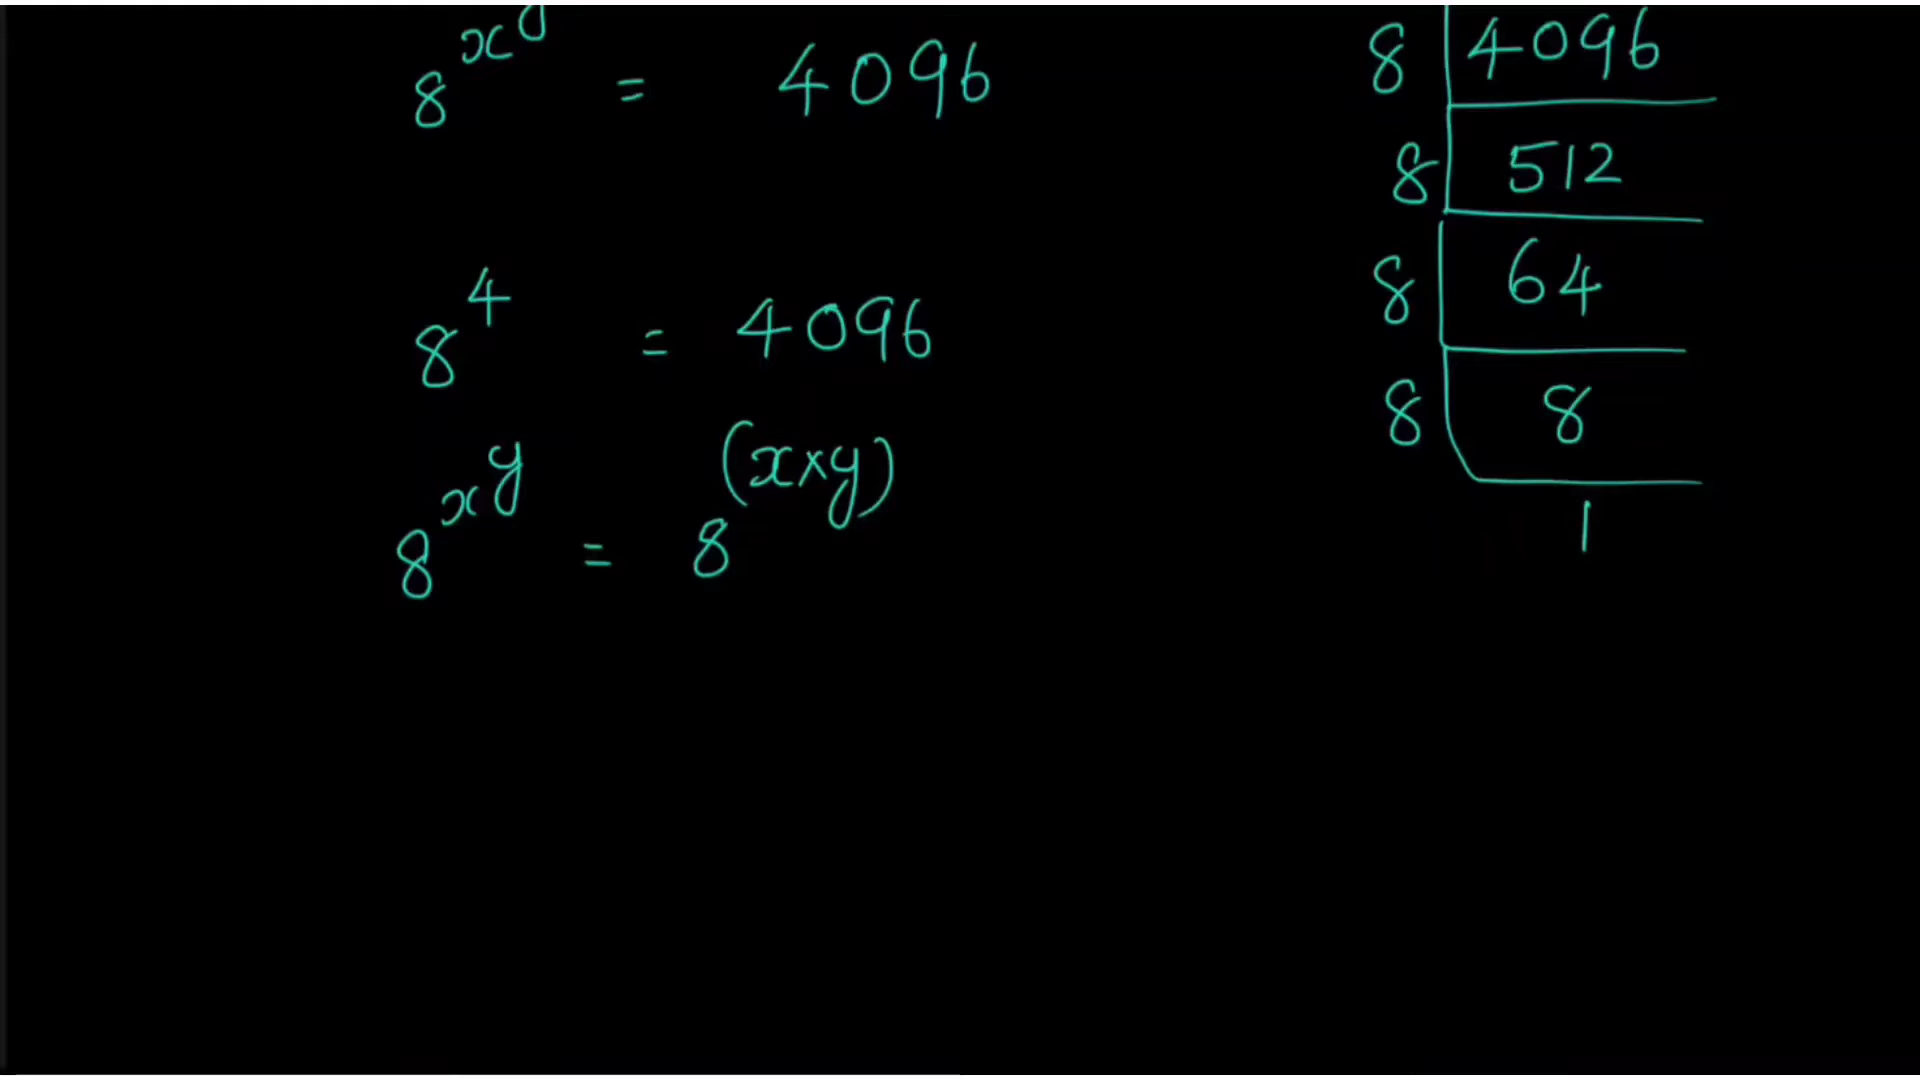 8^{x^y} = 4096
8^4 = 4096
8^{x^y} = 8^{(x×y)}
8 | 4096
8 | 512
8 | 64
8 | 8
1